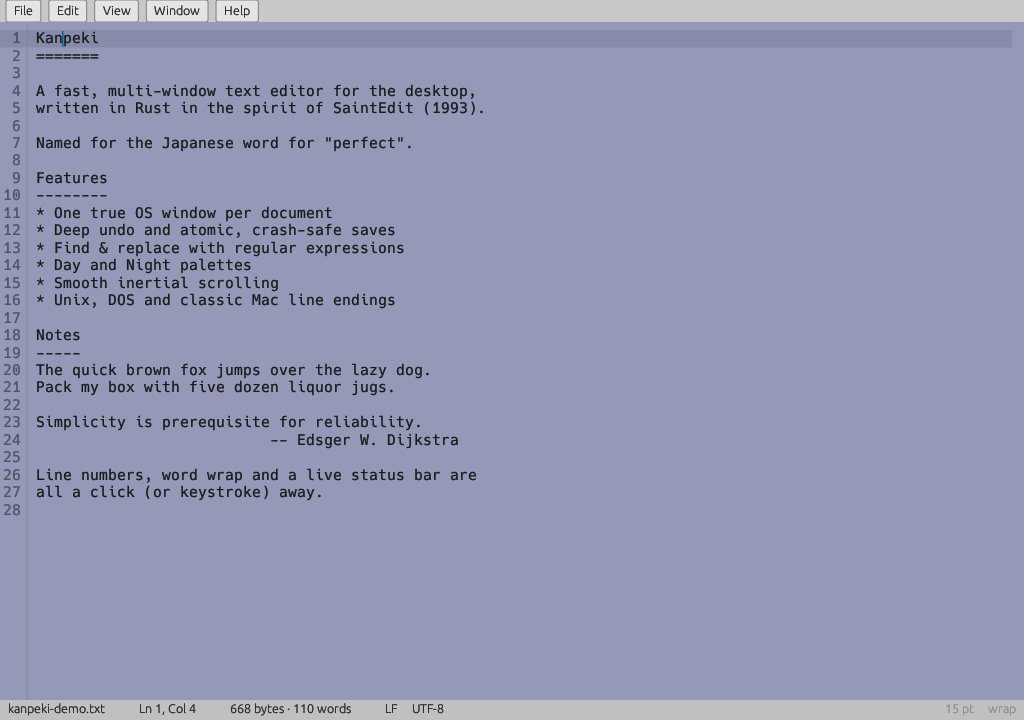 File Edit View Window Help
1 Kanpeki
2 =======
3
4 A fast, multi-window text editor for the desktop,
5 written in Rust in the spirit of SaintEdit (1993).
6
7 Named for the Japanese word for "perfect".
8
9 Features
10 --------
11 * One true OS window per document
12 * Deep undo and atomic, crash-safe saves
13 * Find & replace with regular expressions
14 * Day and Night palettes
15 * Smooth inertial scrolling
16 * Unix, DOS and classic Mac line endings
17
18 Notes
19 -----
20 The quick brown fox jumps over the lazy dog.
21 Pack my box with five dozen liquor jugs.
22
23 Simplicity is prerequisite for reliability.
24                           -- Edsger W. Dijkstra
25
26 Line numbers, word wrap and a live status bar are
27 all a click (or keystroke) away.
28
kanpeki-demo.txt Ln 1, Col 4 668 bytes · 110 words LF UTF-8 15 pt wrap